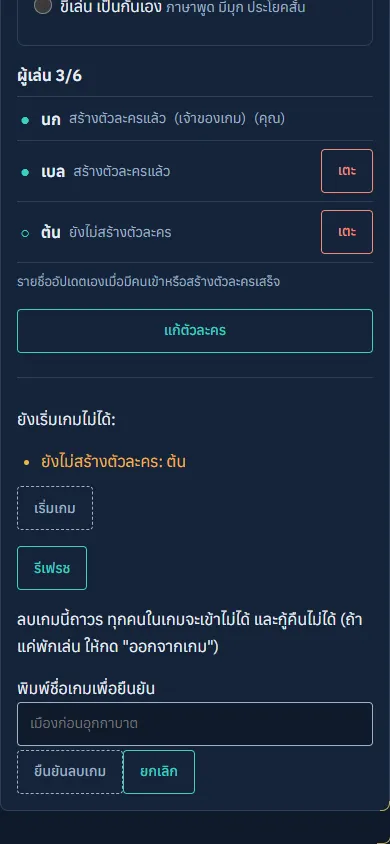 ขี้เล่น เป็นกันเอง ภาษาพูด มีมุก ประโยคสั้น
ผู้เล่น 3/6
นก สร้างตัวละครแล้ว (เจ้าของเกม) (คุณ)
เบล สร้างตัวละครแล้ว เตะ
ต้น ยังไม่สร้างตัวละคร เตะ
รายชื่ออัปเดตเองเมื่อมีคนเข้าหรือสร้างตัวละครเสร็จ
แก้ตัวละคร
ยังเริ่มเกมไม่ได้:
ยังไม่สร้างตัวละคร: ต้น
เริ่มเกม
รีเฟรช
ลบเกมนี้ถาวร ทุกคนในเกมจะเข้าไม่ได้ และกู้คืนไม่ได้ (ถ้า
แค่พักเล่น ให้กด "ออกจากเกม")
พิมพ์ชื่อเกมเพื่อยืนยัน
เมืองก่อนอุกกาบาต
ยืนยันลบเกม ยกเลิก